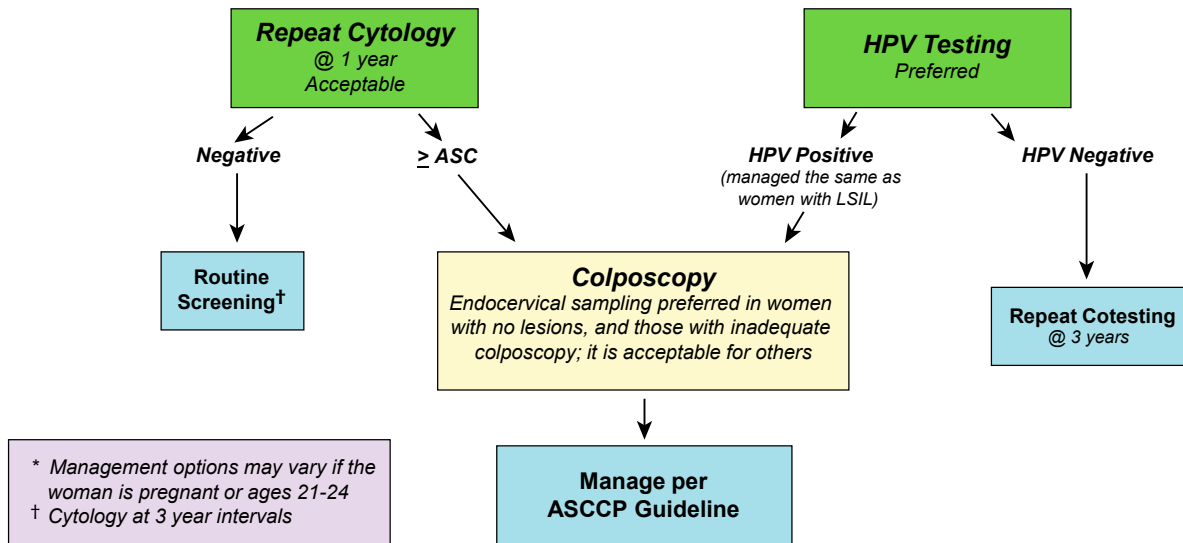 Repeat Cytology
@ 1 year
Acceptable
HPV Testing
Preferred
Negative
≥ ASC
HPV Positive
(managed the same as
women with LSIL)
HPV Negative
Routine
Screening†
Colposcopy
Endocervical sampling preferred in women
with no lesions, and those with inadequate
colposcopy; it is acceptable for others
Repeat Cotesting
@ 3 years
Manage per
ASCCP Guideline
* Management options may vary if the
woman is pregnant or ages 21-24
† Cytology at 3 year intervals